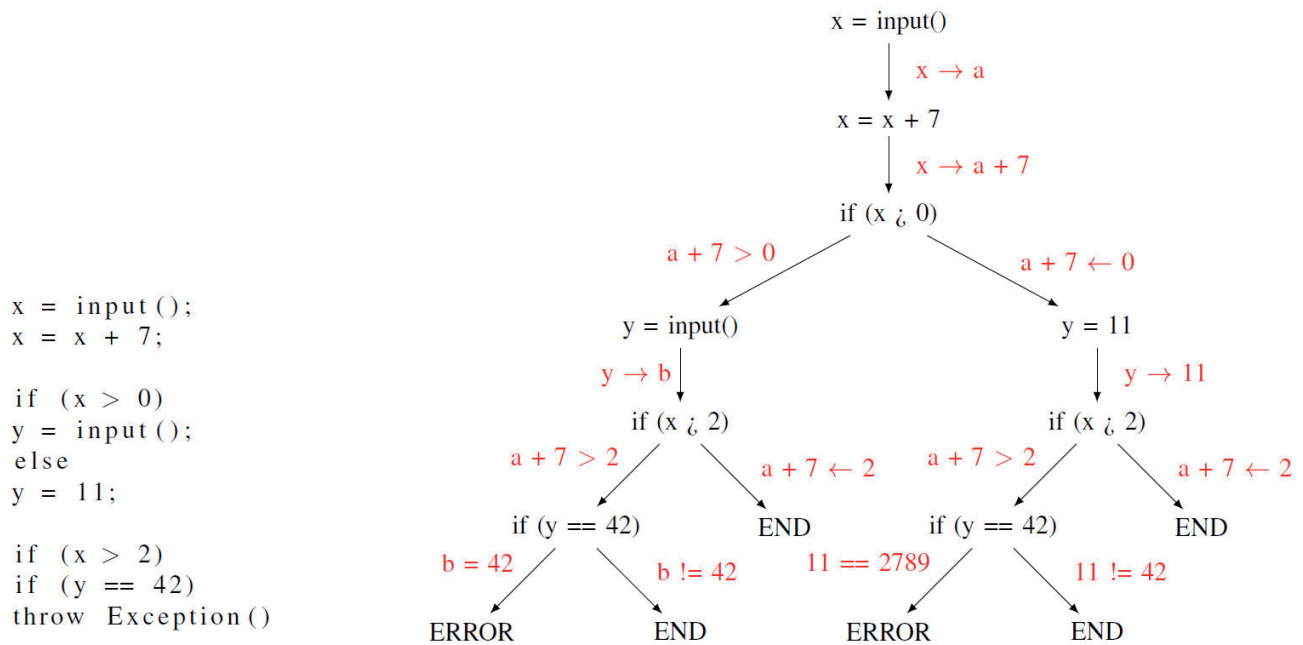 x = input();
x = x + 7;
if (x > 0)
y = input();
else
y = 11;
if (x > 2)
if (y == 42)
throw Exception()
x = input()
x → a
x = x + 7
x → a + 7
if (x ¿ 0)
a + 7 > 0
a + 7 ← 0
y = input()
y = 11
y → b
y → 11
if (x ¿ 2)
if (x ¿ 2)
a + 7 > 2
a + 7 ← 2
a + 7 > 2
a + 7 ← 2
if (y == 42)
END
if (y == 42)
END
b = 42
b != 42
11 == 2789
11 != 42
ERROR
END
ERROR
END